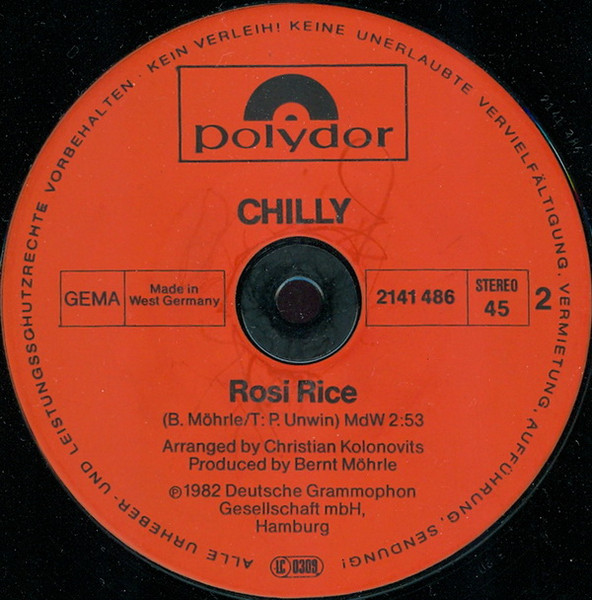 ALLE URHEBER- UND LEISTUNGSSCHUTZRECHTE VORBEHALTEN. KEIN VERLEIH! KEINE UNERLAUBTE VERVIELFÄLTIGUNG, VERMIETUNG, AUFFÜHRUNG, SENDUNG!
polydor
CHILLY
GEMA
Made in
West Germany
2141 486
STEREO
45
2
Rosi Rice
(B. Möhrle/T: P. Unwin) MdW 2:53
Arranged by Christian Kolonovits
Produced by Bernt Möhrle
℗1982 Deutsche Grammophon
Gesellschaft mbH,
Hamburg
LC 0309